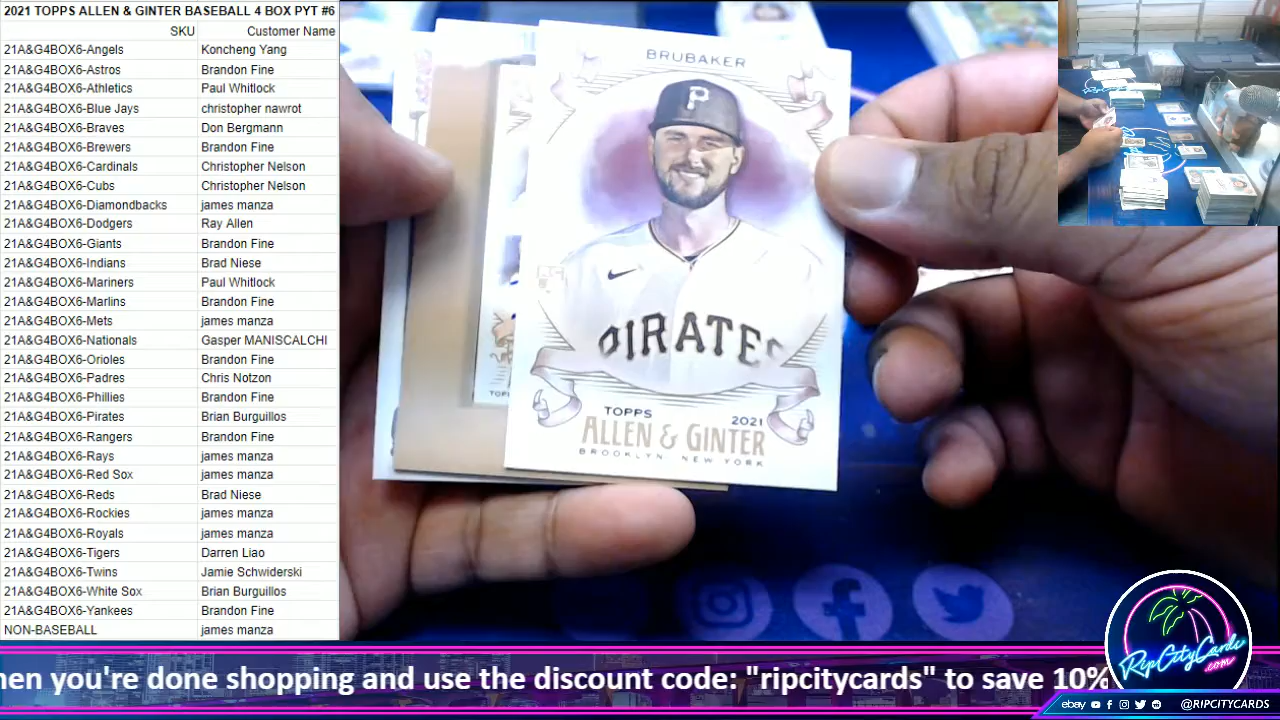 2021 TOPPS ALLEN & GINTER BASEBALL 4 BOX PYT #6
SKU Customer Name
21A&G4BOX6-Angels Koncheng Yang
21A&G4BOX6-Astros Brandon Fine
21A&G4BOX6-Athletics Paul Whitlock
21A&G4BOX6-Blue Jays christopher nawrot
21A&G4BOX6-Braves Don Bergmann
21A&G4BOX6-Brewers Brandon Fine
21A&G4BOX6-Cardinals Christopher Nelson
21A&G4BOX6-Cubs Christopher Nelson
21A&G4BOX6-Diamondbacks james manza
21A&G4BOX6-Dodgers Ray Allen
21A&G4BOX6-Giants Brandon Fine
21A&G4BOX6-Indians Brad Niese
21A&G4BOX6-Mariners Paul Whitlock
21A&G4BOX6-Marlins Brandon Fine
21A&G4BOX6-Mets james manza
21A&G4BOX6-Nationals Gasper MANISCALCHI
21A&G4BOX6-Orioles Brandon Fine
21A&G4BOX6-Padres Chris Notzon
21A&G4BOX6-Phillies Brandon Fine
21A&G4BOX6-Pirates Brian Burguillos
21A&G4BOX6-Rangers Brandon Fine
21A&G4BOX6-Rays james manza
21A&G4BOX6-Red Sox james manza
21A&G4BOX6-Reds Brad Niese
21A&G4BOX6-Rockies james manza
21A&G4BOX6-Royals james manza
21A&G4BOX6-Tigers Darren Liao
21A&G4BOX6-Twins Jamie Schwiderski
21A&G4BOX6-White Sox Brian Burguillos
21A&G4BOX6-Yankees Brandon Fine
NON-BASEBALL james manza
BRUBAKER
P
PIRATES
TOPPS 2021
ALLEN & GINTER
BROOKLYN NEW YORK
TOP
hen you're done shopping and use the discount code: "ripcitycards" to save 10%
RipCityCards
.com
ebay @RIPCITYCARDS